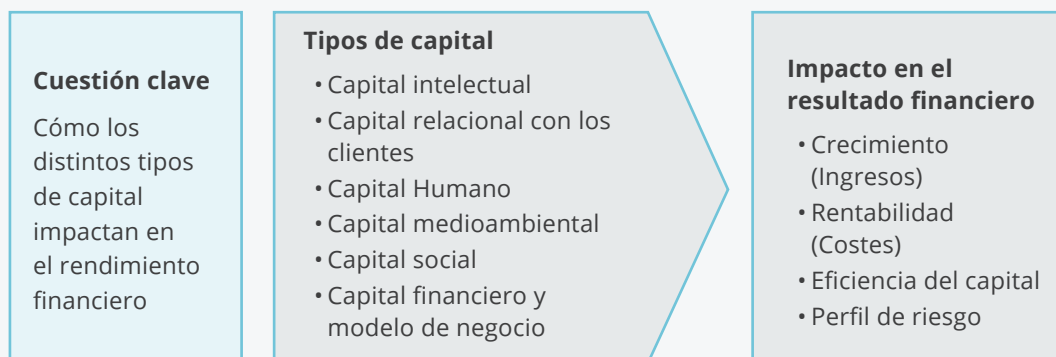 Cuestión clave
Cómo los
distintos tipos
de capital
impactan en
el rendimiento
financiero
Tipos de capital
• Capital intelectual
• Capital relacional con los
clientes
• Capital Humano
• Capital medioambiental
• Capital social
• Capital financiero y
modelo de negocio
Impacto en el
resultado financiero
• Crecimiento
(Ingresos)
• Rentabilidad
(Costes)
• Eficiencia del capital
• Perfil de riesgo